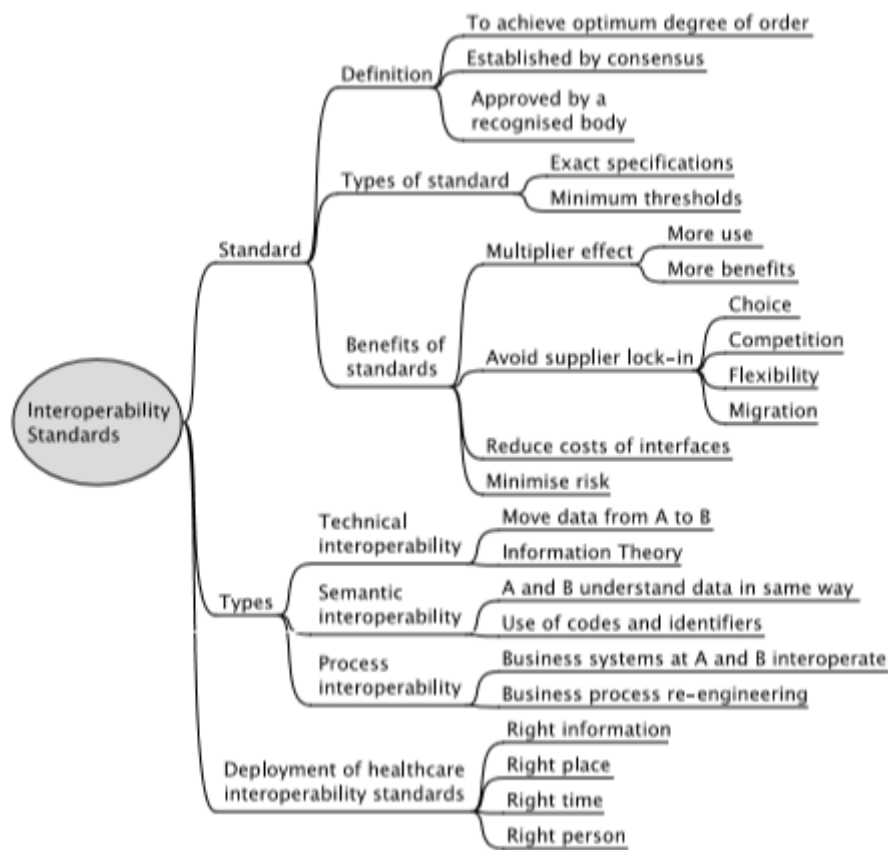 To achieve optimum degree of order
Established by consensus
Definition
Approved by a
recognised body
Exact specifications
Types of standard
Minimum thresholds
More use
Standard
Multiplier effect
More benefits
Choice
Benefits of
standards
Competition
Avoid supplier lock-in
Flexibility
Migration
Interoperability
Standards
Reduce costs of interfaces
Minimise risk
Technical
interoperability
Move data from A to B
Information Theory
Types
Semantic
interoperability
A and B understand data in same way
Use of codes and identifiers
Process
interoperability
Business systems at A and B interoperate
Business process re-engineering
Deployment of healthcare
interoperability standards
Right information
Right place
Right time
Right person